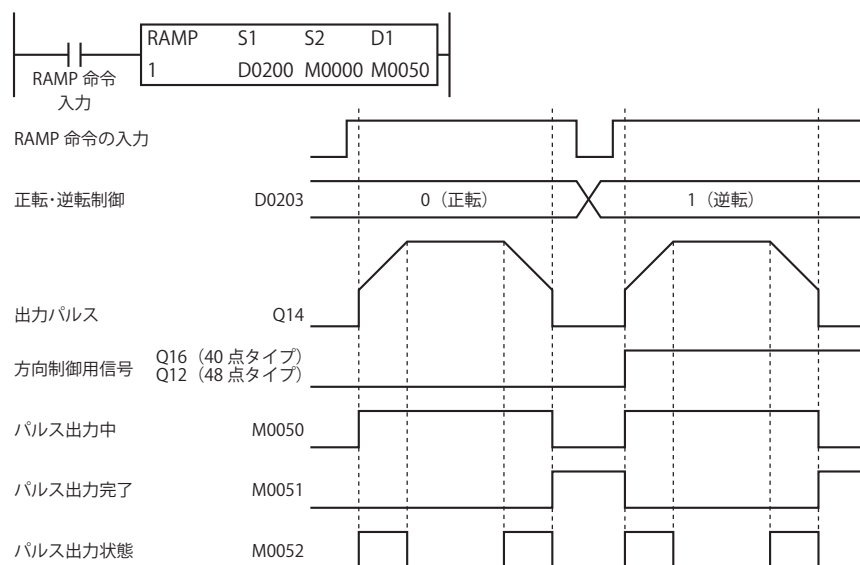 RAMP S1 S2 D1
1 D0200 M0000 M0050
RAMP 命令
入力
RAMP 命令の入力
正転・逆転制御 D0203 0（正転） 1（逆転）
出力パルス Q14
方向制御用信号 Q16（40 点タイプ）
Q12（48 点タイプ）
パルス出力中 M0050
パルス出力完了 M0051
パルス出力状態 M0052